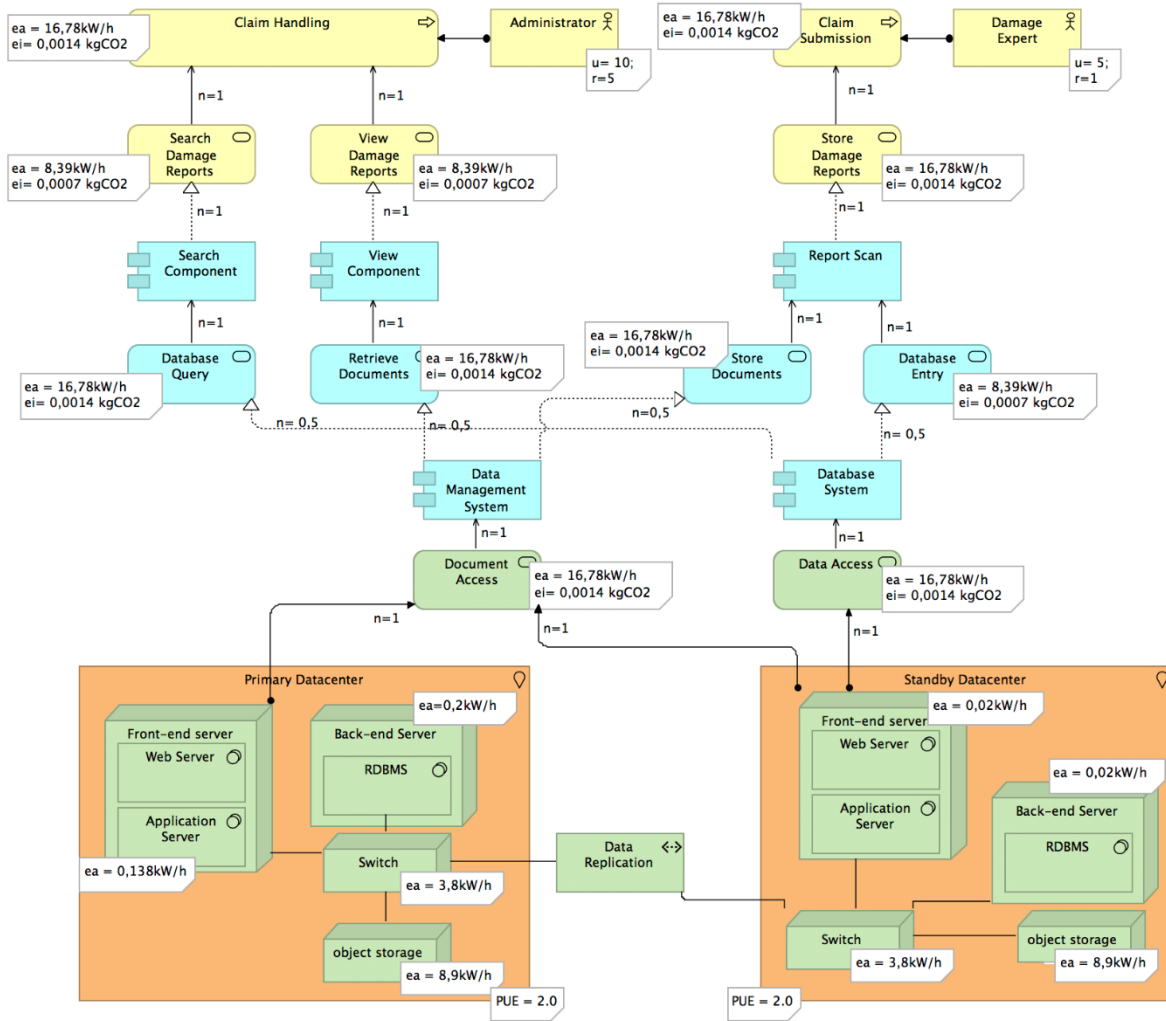 ea = 16,78kW/h
ei= 0,0014 kgCO2
Claim Handling
Administrator
u= 10;
r=5
ea = 16,78kW/h
ei= 0,0014 kgCO2
Claim
Submission
Damage
Expert
u= 5;
r=1
n=1
n=1
n=1
Search
Damage
Reports
ea = 8,39kW/h
ei= 0,0007 kgCO2
View
Damage
Reports
ea = 8,39kW/h
ei= 0,0007 kgCO2
Store
Damage
Reports
ea = 16,78kW/h
ei= 0,0014 kgCO2
n=1
n=1
n=1
Search
Component
View
Component
Report Scan
n=1
n=1
n=1
n=1
Database
Query
ea = 16,78kW/h
ei= 0,0014 kgCO2
Retrieve
Documents
ea = 16,78kW/h
ei= 0,0014 kgCO2
ea = 16,78kW/h
ei= 0,0014 kgCO2
Store
Documents
Database
Entry
ea = 8,39kW/h
ei= 0,0007 kgCO2
n= 0,5
n= 0,5
n=0,5
n= 0,5
Data
Management
System
Database
System
n=1
n=1
Document
Access
ea = 16,78kW/h
ei= 0,0014 kgCO2
Data Access
ea = 16,78kW/h
ei= 0,0014 kgCO2
n=1
n=1
n=1
Primary Datacenter
ea=0,2kW/h
Front-end server
Web Server
Application
Server
ea = 0,138kW/h
Back-end Server
RDBMS
Switch
ea = 3,8kW/h
object storage
ea = 8,9kW/h
PUE = 2.0
Data
Replication
Standby Datacenter
ea = 0,02kW/h
Front-end server
Web Server
Application
Server
ea = 0,02kW/h
Back-end Server
RDBMS
Switch
ea = 3,8kW/h
object storage
ea = 8,9kW/h
PUE = 2.0